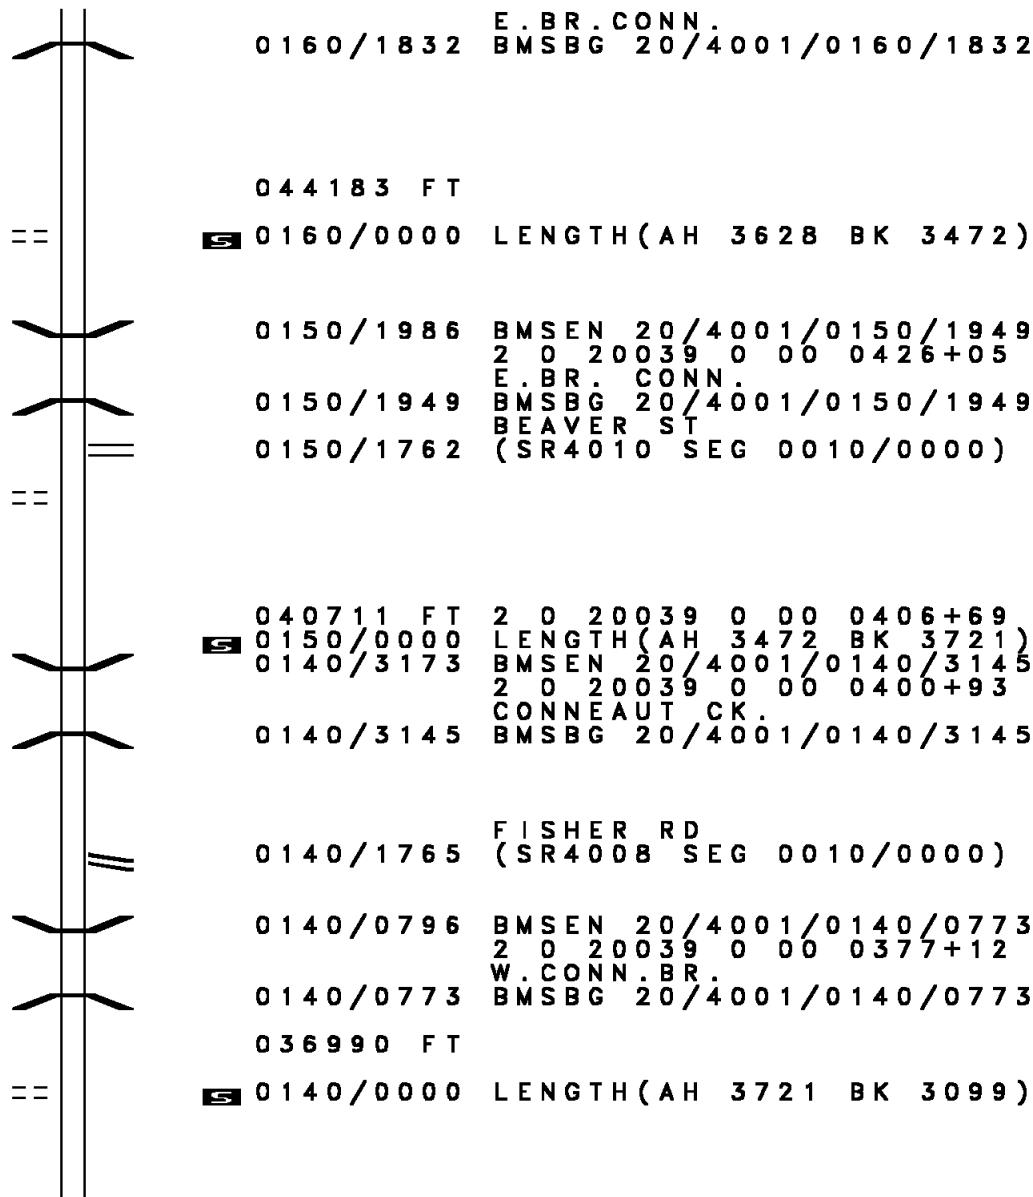 E.BR.CONN.
0160/1832 BMSBG 20/4001/0160/1832
044183 FT
S 0160/0000 LENGTH(AH 3628 BK 3472)
0150/1986 BMSEN 20/4001/0150/1949
2 0 20039 0 00 0426+05
E.BR. CONN.
0150/1949 BMSBG 20/4001/0150/1949
BEAVER ST
0150/1762 (SR4010 SEG 0010/0000)
040711 FT 2 0 20039 0 00 0406+69
S 0150/0000 LENGTH(AH 3472 BK 3721)
0140/3173 BMSEN 20/4001/0140/3145
2 0 20039 0 00 0400+93
CONNEAUT CK.
0140/3145 BMSBG 20/4001/0140/3145
FISHER RD
0140/1765 (SR4008 SEG 0010/0000)
0140/0796 BMSEN 20/4001/0140/0773
2 0 20039 0 00 0377+12
W.CONN.BR.
0140/0773 BMSBG 20/4001/0140/0773
036990 FT
S 0140/0000 LENGTH(AH 3721 BK 3099)